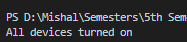 PS D:\Mishal\Semesters\5th Sem
All devices turned on